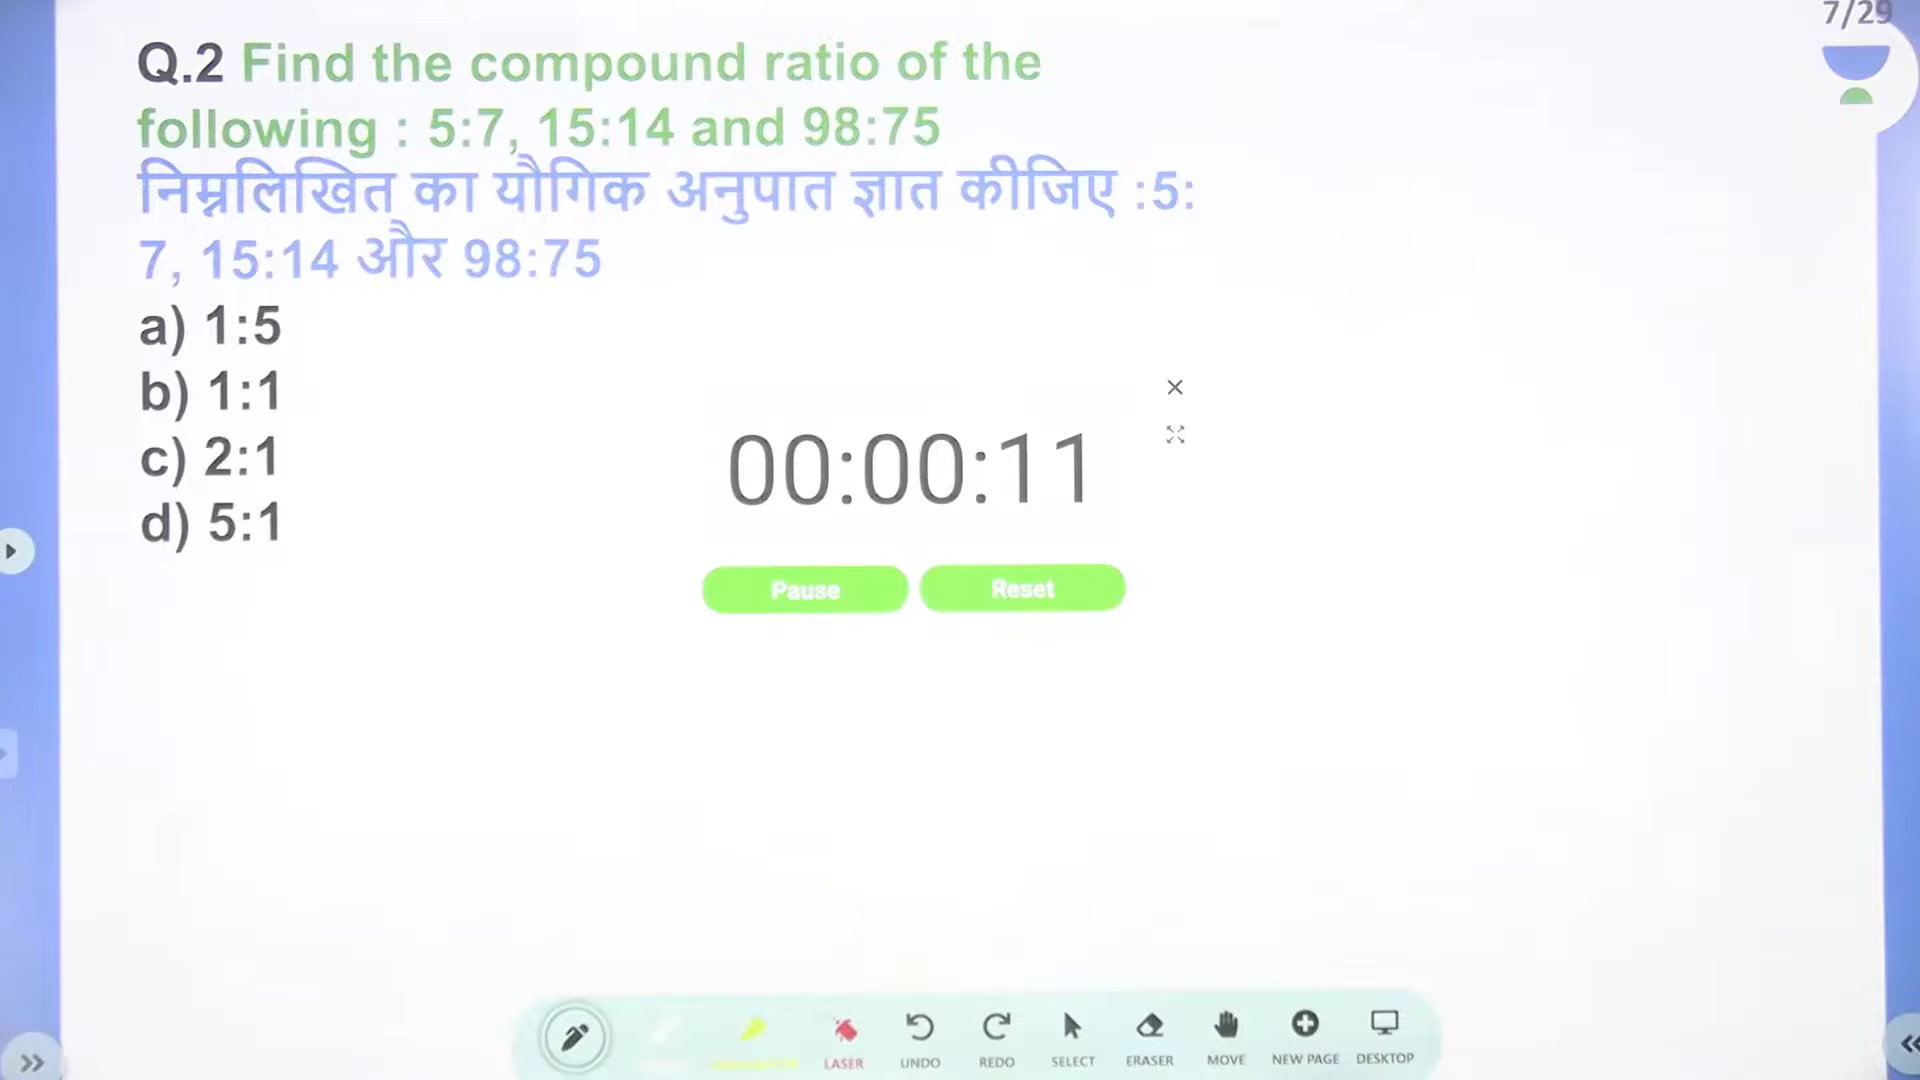 7/29
Q.2 Find the compound ratio of the
following : 5:7, 15:14 and 98:75
निम्नलिखित का यौगिक अनुपात ज्ञात कीजिए :5:
7, 15:14 और 98:75
a) 1:5
b) 1:1
c) 2:1
d) 5:1
00:00:11
Pause Reset
LASER UNDO REDO SELECT ERASER MOVE NEW PAGE DESKTOP